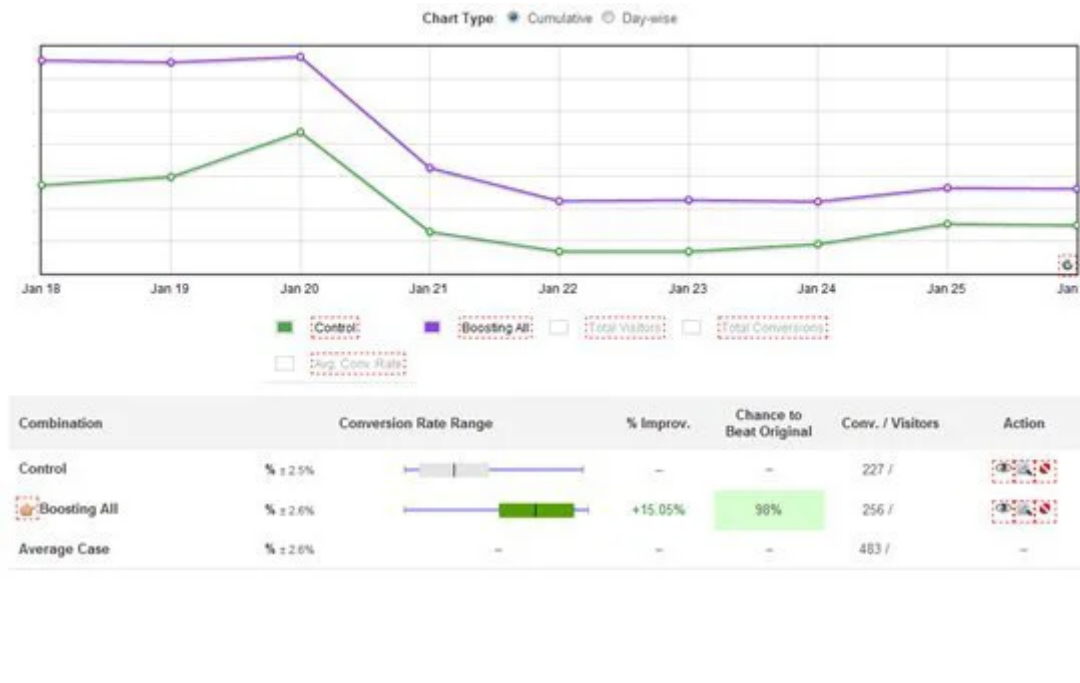 Chart Type: Cumulative Day-wise
Jan 18 Jan 19 Jan 20 Jan 21 Jan 22 Jan 23 Jan 24 Jan 25 Jan
Control Boosting All Total Visitors Total Conversions
Avg. Conv. Rate
Combination Conversion Rate Range % Improv. Chance to Beat Original Conv. / Visitors Action
Control % ± 2.5% – – 227 /
Boosting All % ± 2.6% +15.05% 98% 256 /
Average Case % ± 2.6% – – – 483 / –